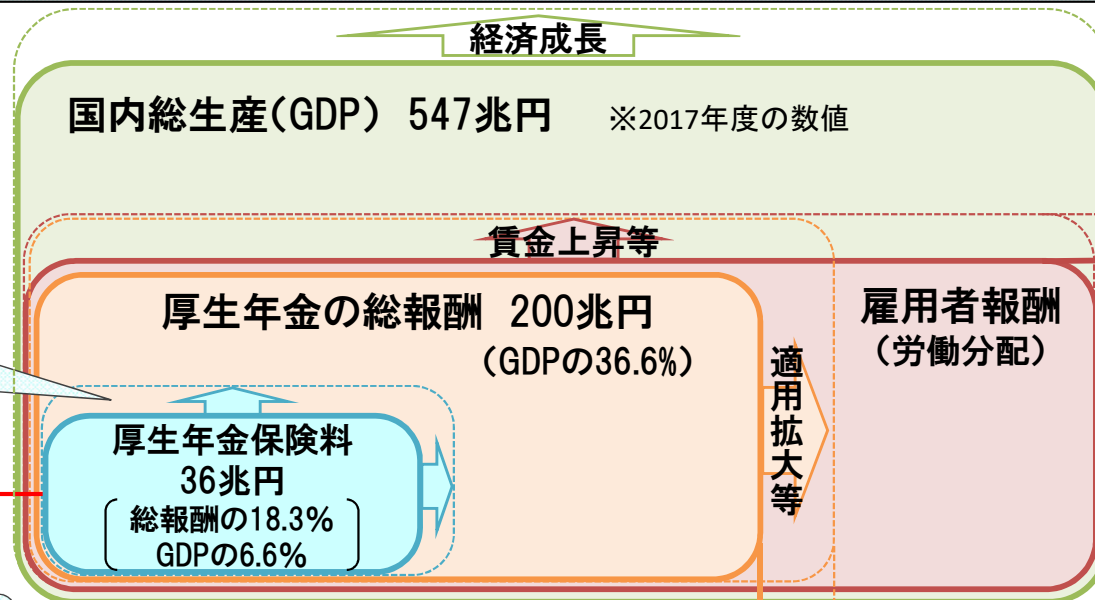 経済成長
国内総生産(GDP) 547兆円 ※2017年度の数値
賃金上昇等
厚生年金の総報酬 200兆円
(GDPの36.6%)
雇用者報酬
(労働分配)
適用拡大等
厚生年金保険料
36兆円
総報酬の18.3%
GDPの6.6%